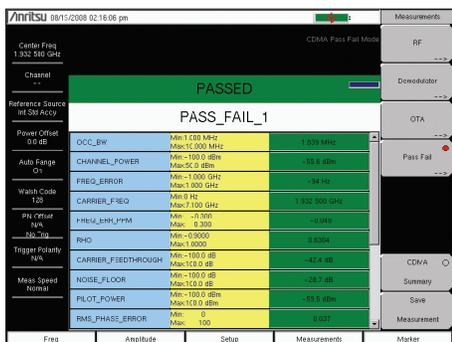 Anritsu 08/15/2008 02:16:06 pm
Measurements
CDMA Pass Fail Mode
Center Freq
1.932 500 GHz
Channel
--
Reference Source
Int Std Accy
Power Offset
0.0 dB
Auto Range
On
Walsh Code
128
PN Offset
N/A
No Trig
Trigger Polarity
N/A
Meas Speed
Normal
PASSED
PASS_FAIL_1
OCC_BW Min:1.000 MHz Max:10.000 MHz 1.839 MHz
CHANNEL_POWER Min:-100.0 dBm Max:50.0 dBm -55.6 dBm
FREQ_ERROR Min:-1.000 GHz Max:1.000 GHz -94 Hz
CARRIER_FREQ Min:0 Hz Max:7.100 GHz 1.932 500 GHz
FREQ_ERR_PPM Min: -0.300 Max: 0.300 -0.049
RHO Min:-0.9000 Max:1.0000 0.6304
CARRIER_FEEDTHROUGH Min:-100.0 dB Max:100.0 dB -42.4 dB
NOISE_FLOOR Min:-100.0 dB Max:100.0 dB -28.7 dB
PILOT_POWER Min:-100.0 dBm Max:100.0 dBm -59.5 dBm
RMS_PHASE_ERROR Min: 0 Max: 100 0.637
RF
-->
Demodulator
-->
OTA
-->
Pass Fail
-->
CDMA
Summary
Save
Measurement
Freq Amplitude Setup Measurements Marker